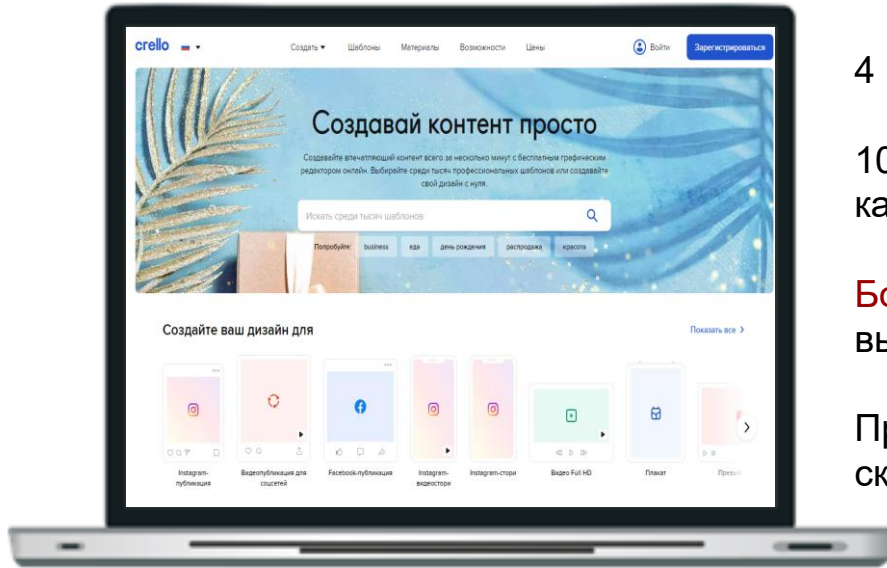 crello
Создать Шаблоны Материалы Возможности Цены Войти Зарегистрироваться
Создавай контент просто
Создавайте впечатляющий контент всего за несколько минут с бесплатным графическим
редактором онлайн. Выбирайте среди тысяч профессиональных шаблонов или создавайте
свой дизайн с нуля.
Искать среди тысяч шаблонов
Попробуйте: business еда день рождения распродажа красота
Создайте ваш дизайн для
Показать все
Instagram-
публикация
Видеопубликация для
соцсетей
Facebook-публикация
Instagram-
видеостори
Instagram-стори
Видео Full HD
Плакат
4
10
ка
Бо
вы
Пр
ск